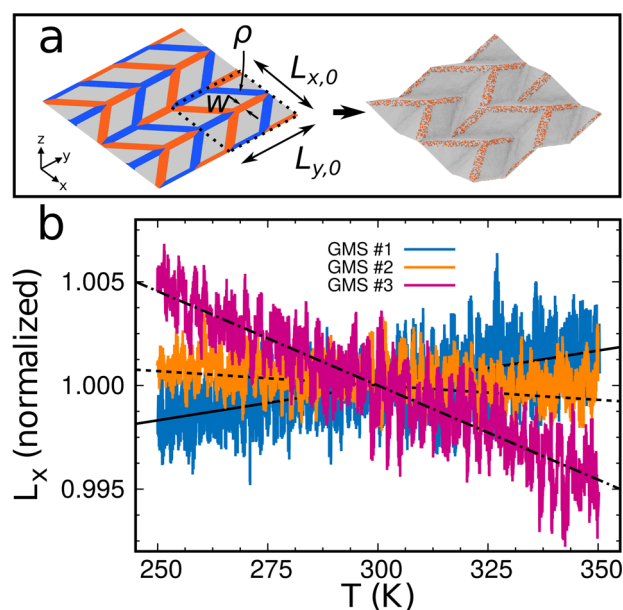 a
ρ
L_{x,0}
w
L_{y,0}
z
y
x
b
GMS #1
GMS #2
GMS #3
L_x (normalized)
1.005
1.000
0.995
250
275
300
325
350
T (K)